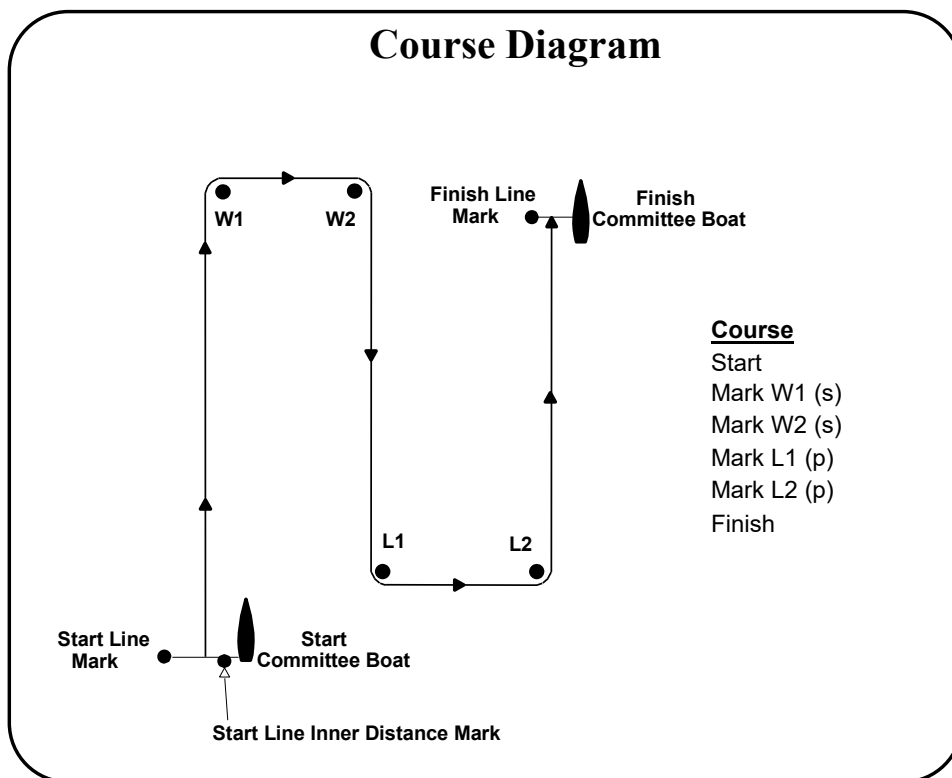 Course Diagram
W1
W2
Finish Line
Mark
Finish
Committee Boat
Course
Start
Mark W1 (s)
Mark W2 (s)
Mark L1 (p)
Mark L2 (p)
Finish
L1
L2
Start Line
Mark
Start
Committee Boat
Start Line Inner Distance Mark